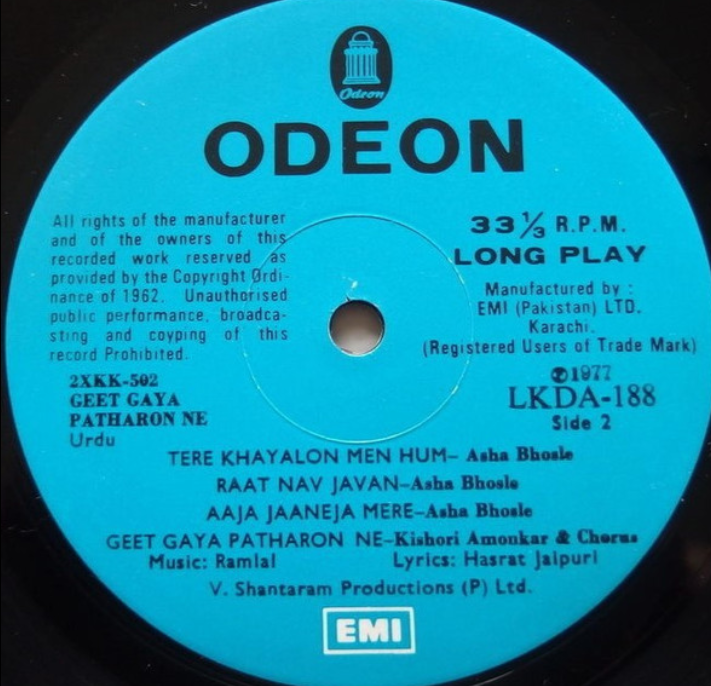 Odeon
ODEON
All rights of the manufacturer
and of the owners of this
recorded work reserved as
provided by the Copyright Ordi-
nance of 1962. Unauthorised
public performance, broadca-
sting and coyping of this
record Prohibited.
33 1/3 R.P.M.
LONG PLAY
Manufactured by :
EMI (Pakistan) LTD.
Karachi.
(Registered Users of Trade Mark)
2XKK-502
GEET GAYA
PATHARON NE
Urdu
℗1977
LKDA-188
Side 2
TERE KHAYALON MEN HUM- Asha Bhosle
RAAT NAV JAVAN-Asha Bhosle
AAJA JAANEJA MERE-Asha Bhosle
GEET GAYA PATHARON NE-Kishori Amonkar & Chorus
Music: Ramlal Lyrics: Hasrat Jaipuri
V. Shantaram Productions (P) Ltd.
EMI